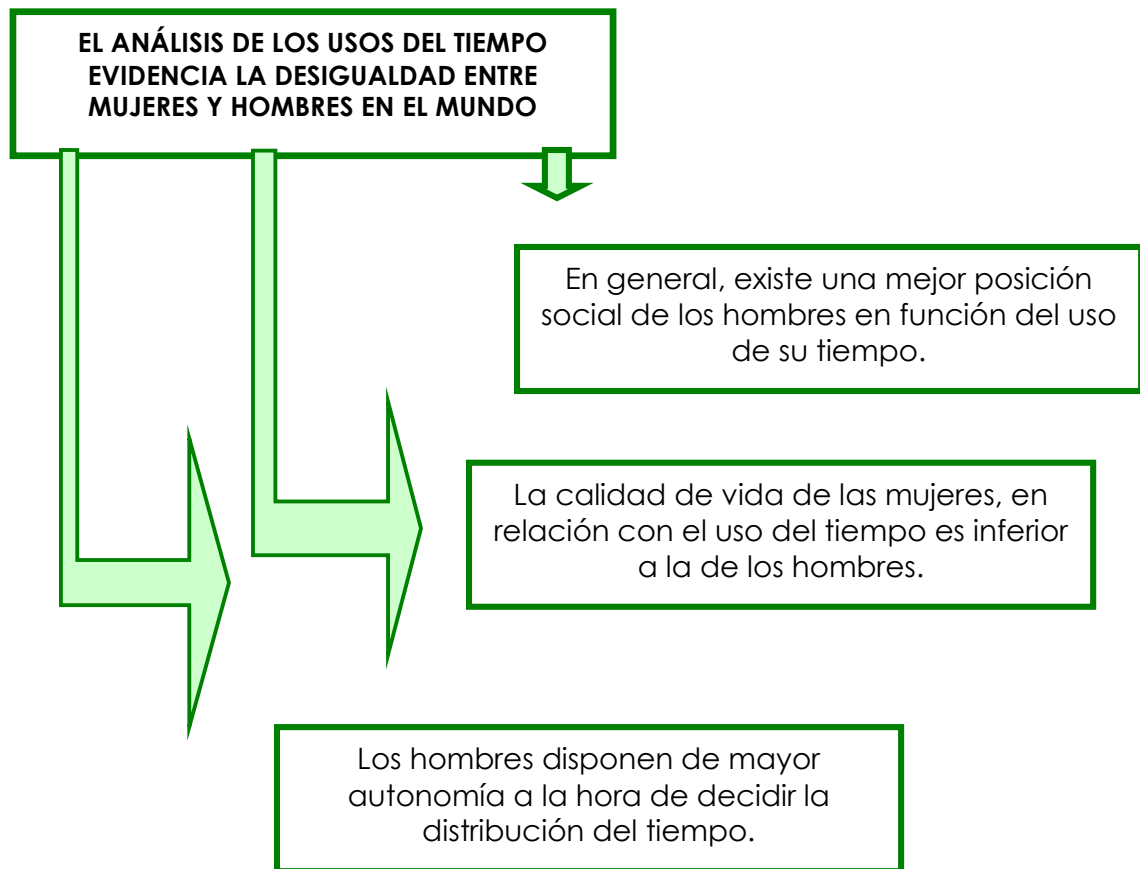 EL ANÁLISIS DE LOS USOS DEL TIEMPO
EVIDENCIA LA DESIGUALDAD ENTRE
MUJERES Y HOMBRES EN EL MUNDO
En general, existe una mejor posición
social de los hombres en función del uso
de su tiempo.
La calidad de vida de las mujeres, en
relación con el uso del tiempo es inferior
a la de los hombres.
Los hombres disponen de mayor
autonomía a la hora de decidir la
distribución del tiempo.